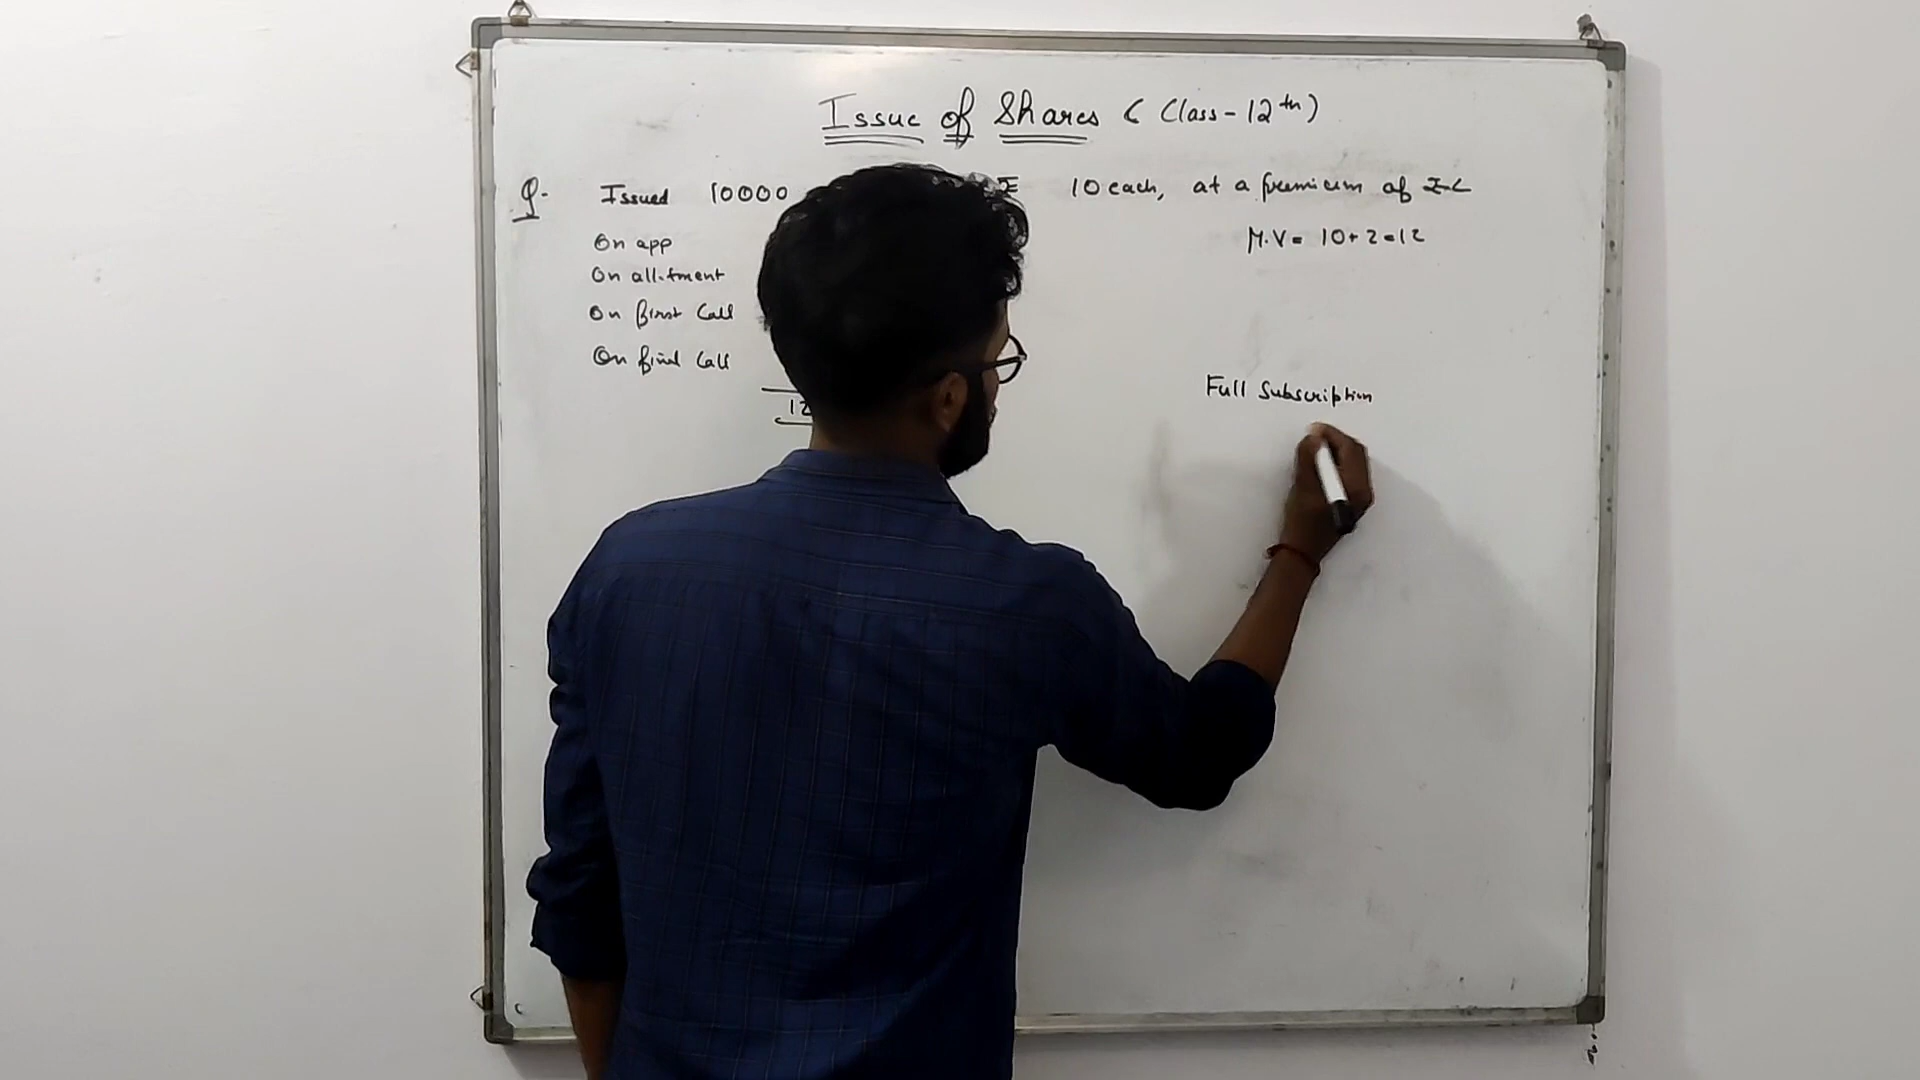 Issue of Shares ( Class-12th)
Q- Issued 10000 10 each, at a premium of ₹2
M.V= 10+2=12
On app
On allotment
On first Call
On final Call
12
Full Subscription